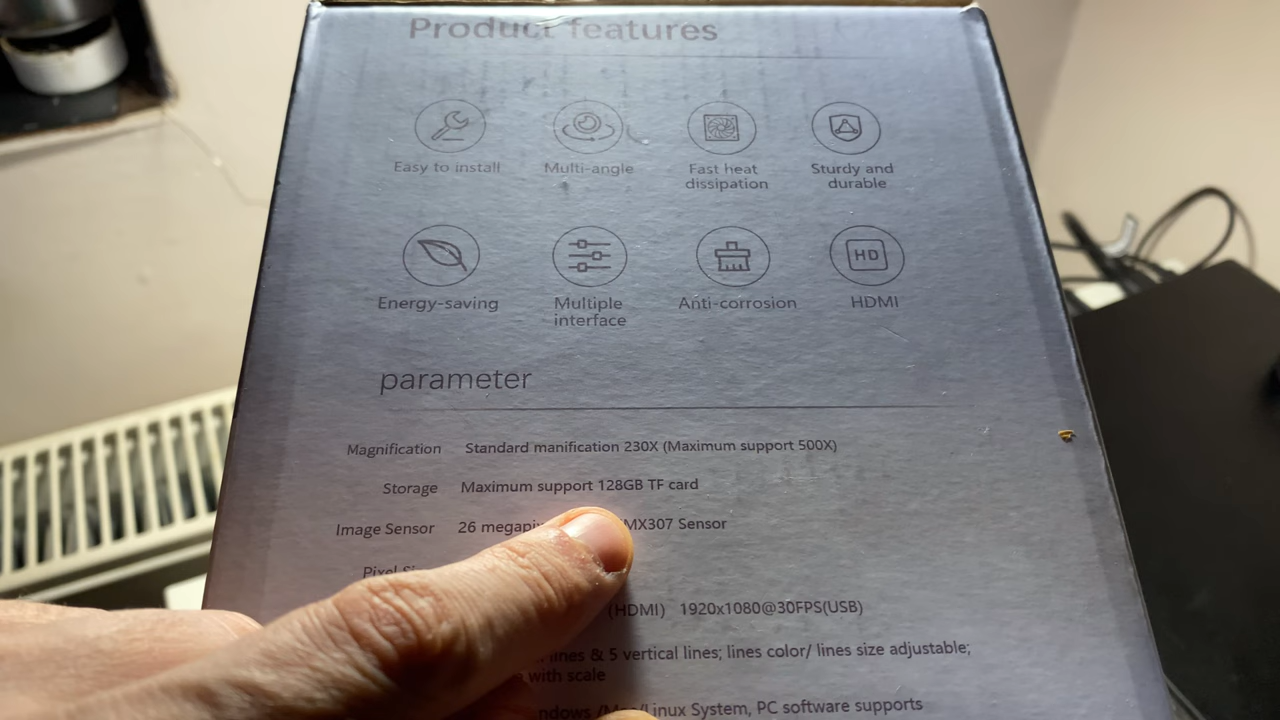 Product features
Easy to install
Multi-angle
Fast heat
dissipation
Sturdy and
durable
Energy-saving
Multiple
interface
Anti-corrosion
HD
HDMI
parameter
Magnification Standard manification 230X (Maximum support 500X)
Storage Maximum support 128GB TF card
Image Sensor 26 MX307 Sensor
Pixel
(HDMI) 1920x1080@30FPS(USB)
lines & 5 vertical lines; lines color/ lines size adjustable;
with scale
/Linux System, PC software supports